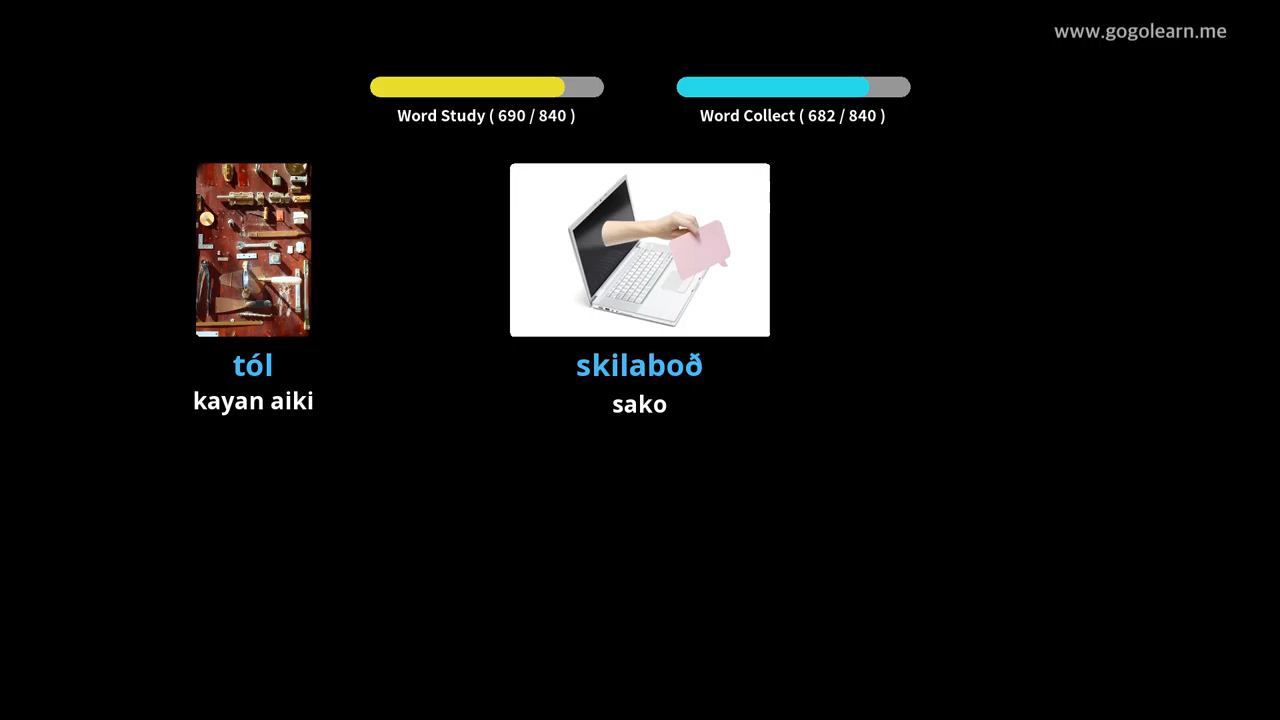 www.gogolearn.me
Word Study ( 690 / 840 )
Word Collect ( 682 / 840 )
tól
kayan aiki
skilaboð
sako